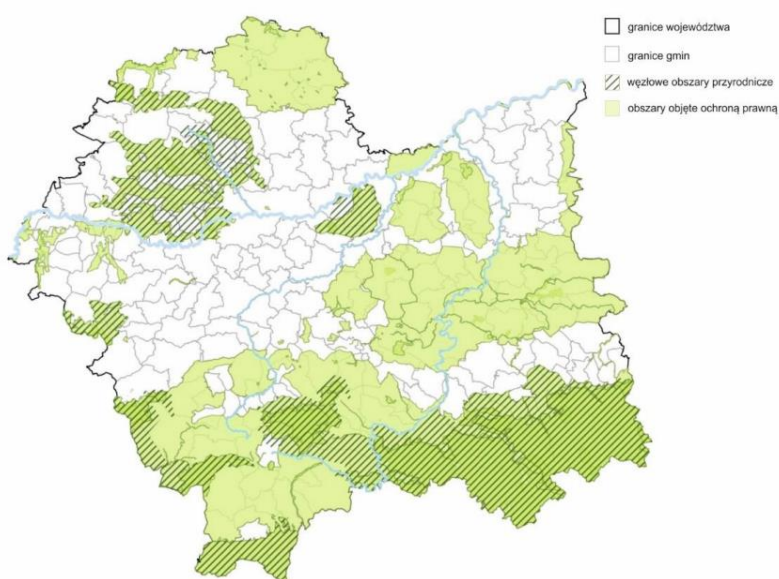 granice województwa
granice gmin
węzłowe obszary przyrodnicze
obszary objęte ochroną prawną